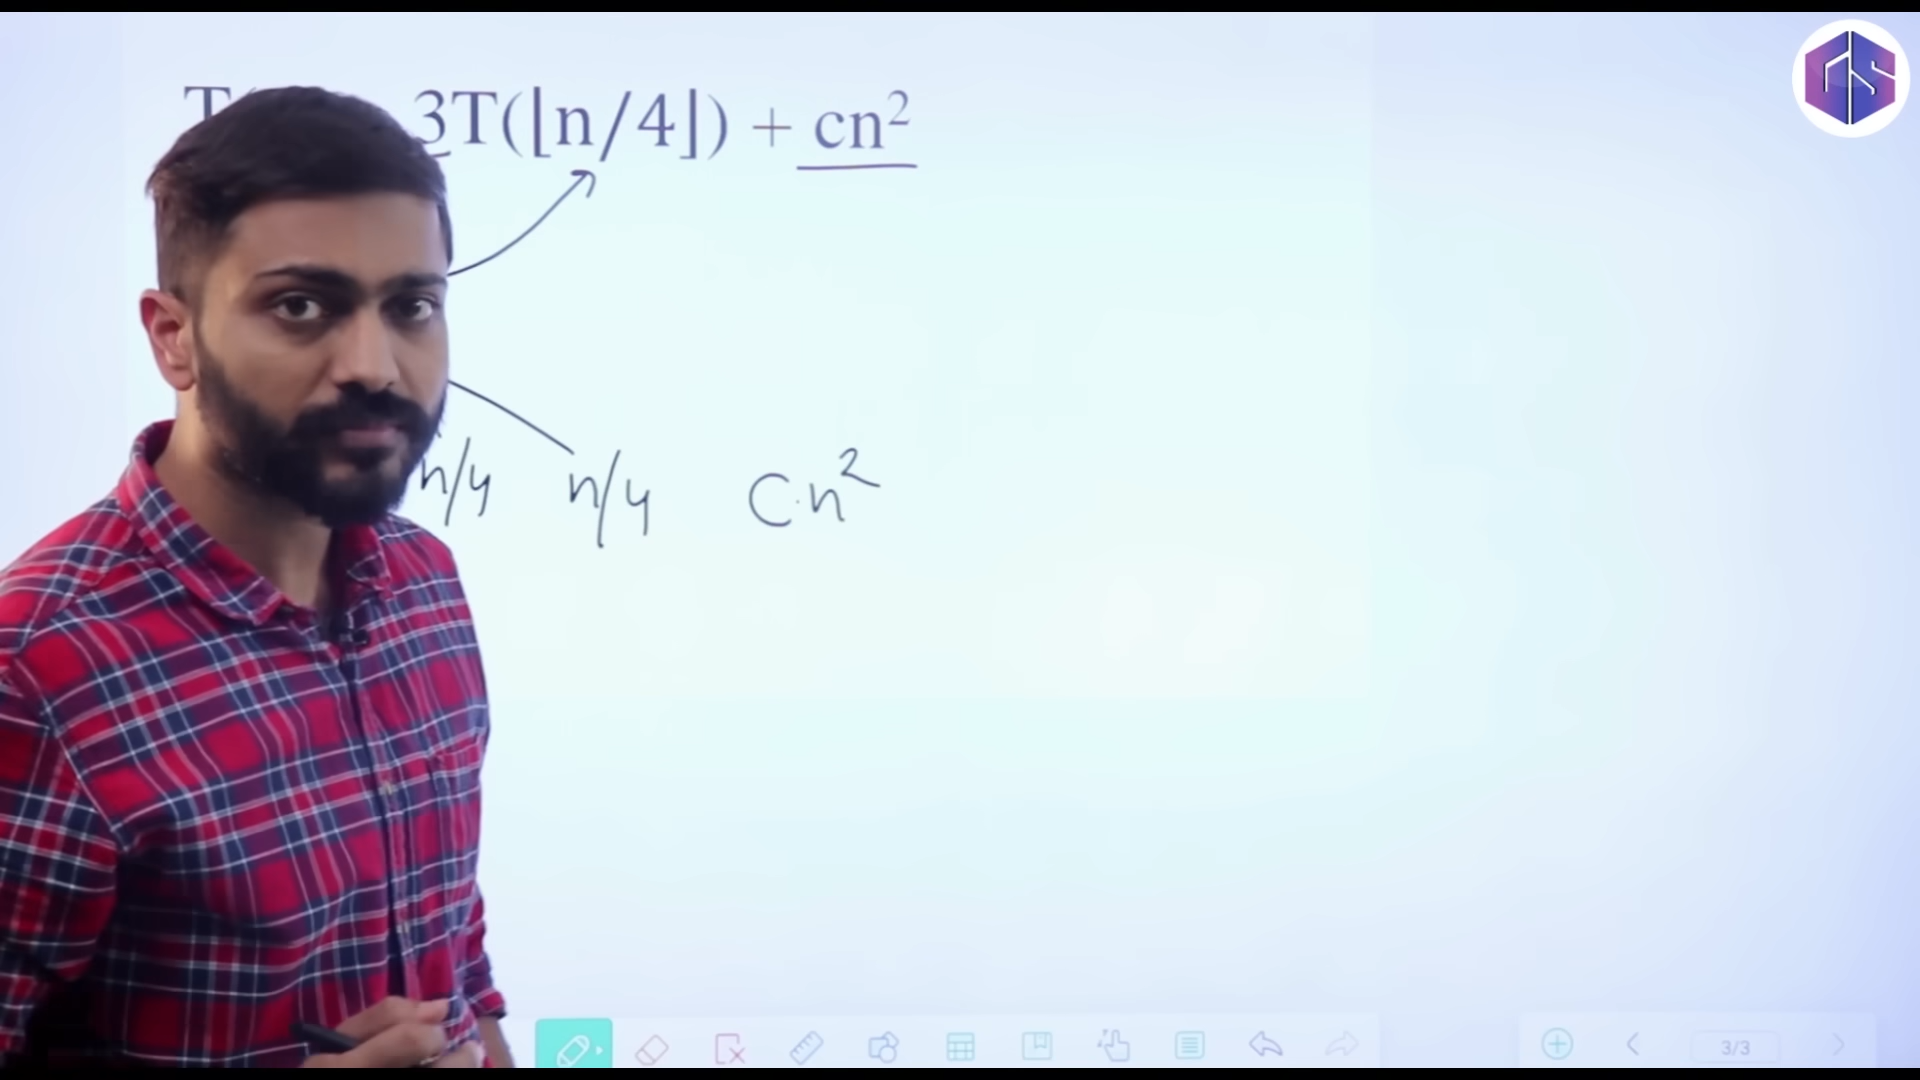 3T(⌊n/4⌋) + cn²
n/4 n/4 C·n²
3/3